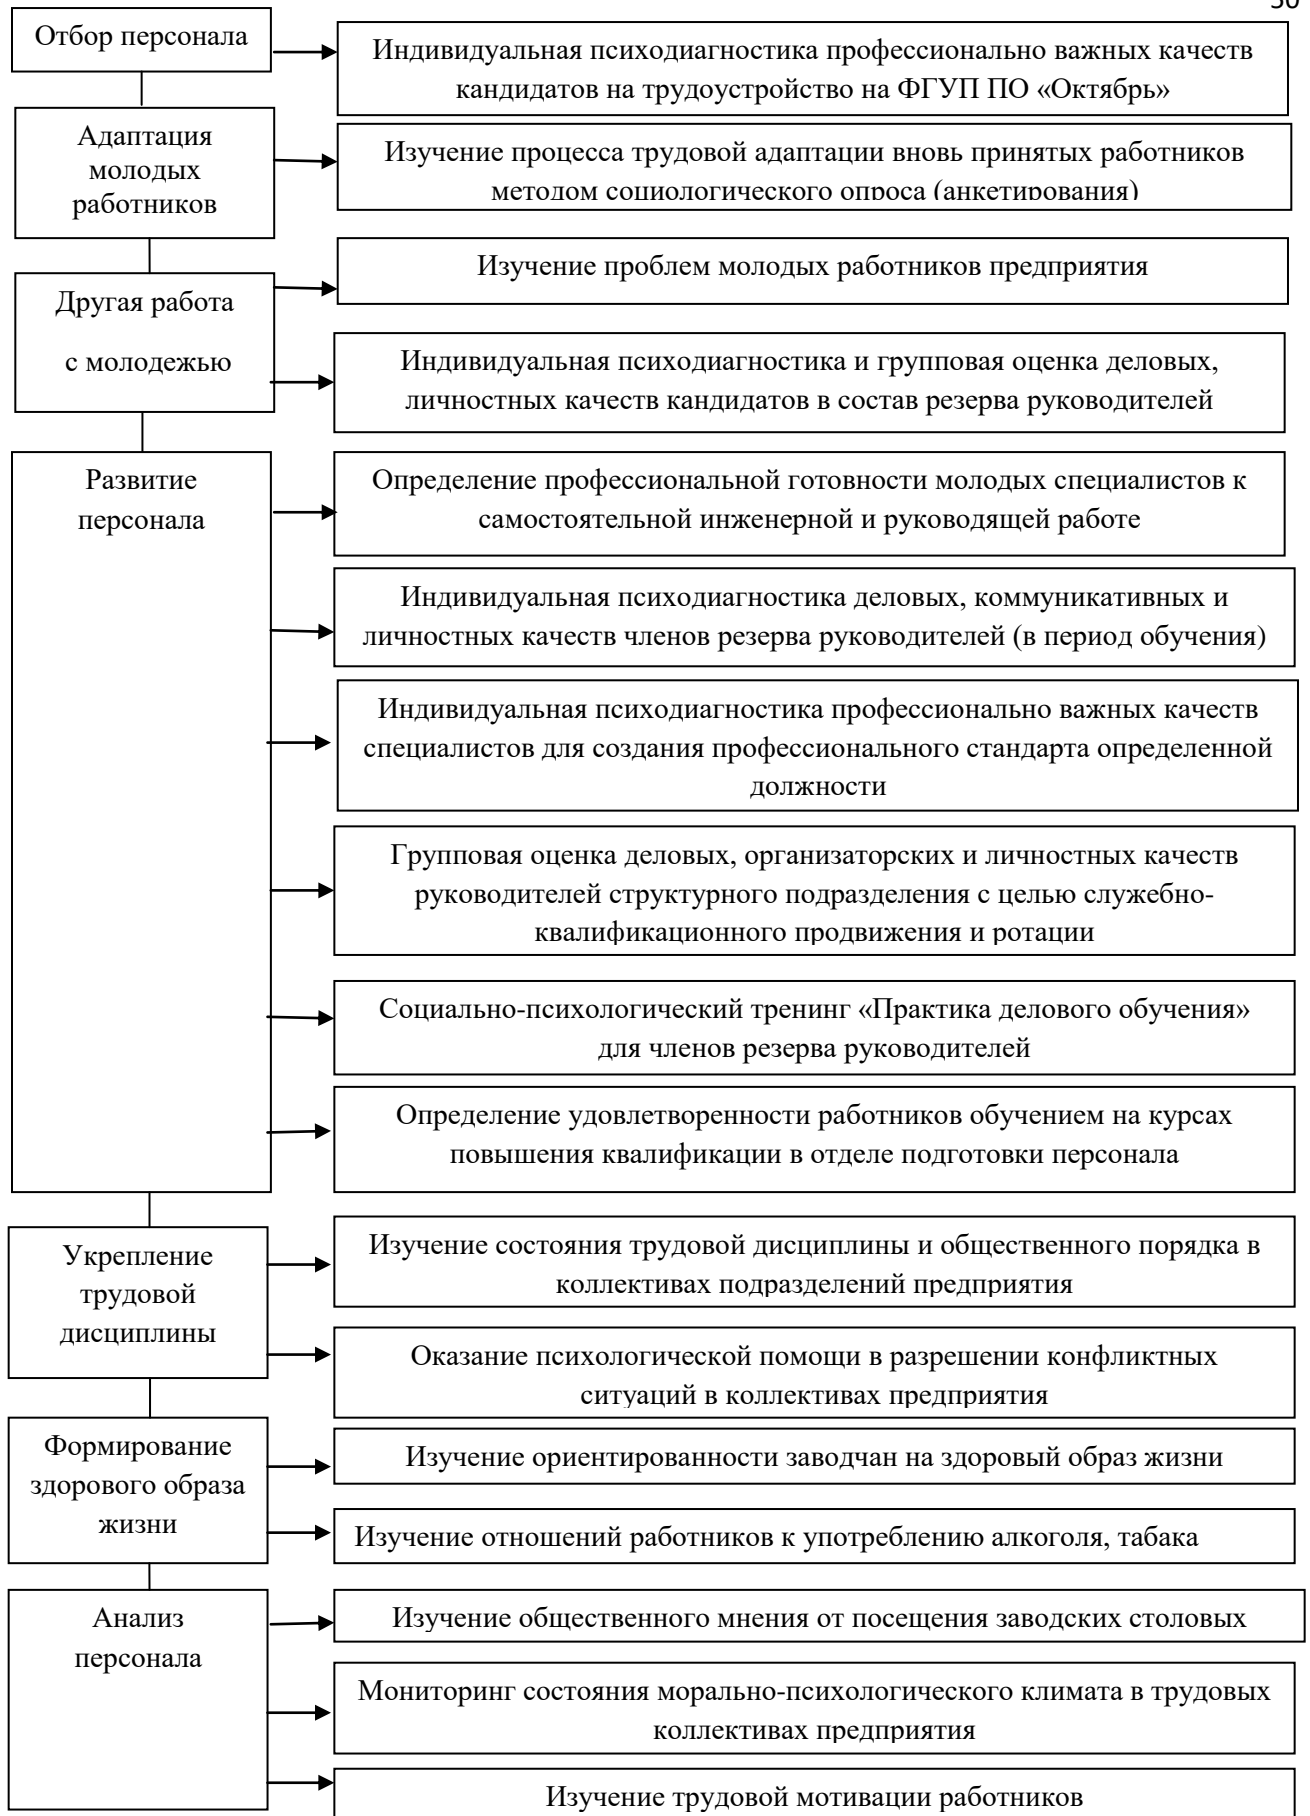 50
Отбор персонала
Индивидуальная психодиагностика профессионально важных качеств
кандидатов на трудоустройство на ФГУП ПО «Октябрь»
Адаптация
молодых
работников
Изучение процесса трудовой адаптации вновь принятых работников
методом социологического опроса (анкетирования)
Изучение проблем молодых работников предприятия
Другая работа
с молодежью
Индивидуальная психодиагностика и групповая оценка деловых,
личностных качеств кандидатов в состав резерва руководителей
Развитие
персонала
Определение профессиональной готовности молодых специалистов к
самостоятельной инженерной и руководящей работе
Индивидуальная психодиагностика деловых, коммуникативных и
личностных качеств членов резерва руководителей (в период обучения)
Индивидуальная психодиагностика профессионально важных качеств
специалистов для создания профессионального стандарта определенной
должности
Групповая оценка деловых, организаторских и личностных качеств
руководителей структурного подразделения с целью служебно-
квалификационного продвижения и ротации
Социально-психологический тренинг «Практика делового обучения»
для членов резерва руководителей
Определение удовлетворенности работников обучением на курсах
повышения квалификации в отделе подготовки персонала
Укрепление
трудовой
дисциплины
Изучение состояния трудовой дисциплины и общественного порядка в
коллективах подразделений предприятия
Оказание психологической помощи в разрешении конфликтных
ситуаций в коллективах предприятия
Формирование
здорового образа
жизни
Изучение ориентированности заводчан на здоровый образ жизни
Изучение отношений работников к употреблению алкоголя, табака
Анализ
персонала
Изучение общественного мнения от посещения заводских столовых
Мониторинг состояния морально-психологического климата в трудовых
коллективах предприятия
Изучение трудовой мотивации работников